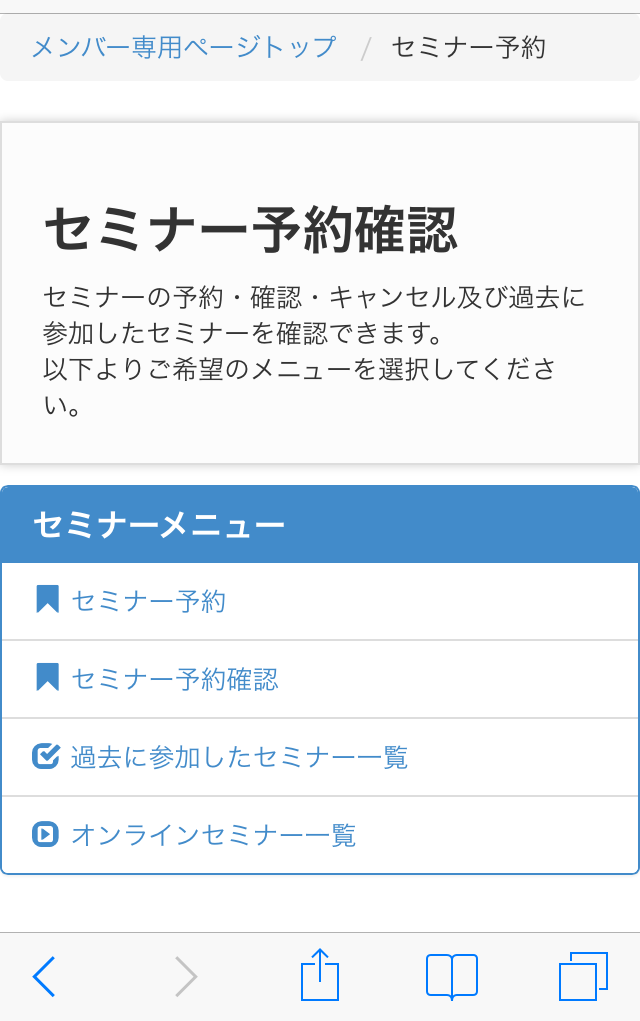 メンバー専用ページトップ / セミナー予約
セミナー予約確認
セミナーの予約・確認・キャンセル及び過去に
参加したセミナーを確認できます。
以下よりご希望のメニューを選択してくださ
い。
セミナーメニュー
セミナー予約
セミナー予約確認
過去に参加したセミナー一覧
オンラインセミナー一覧